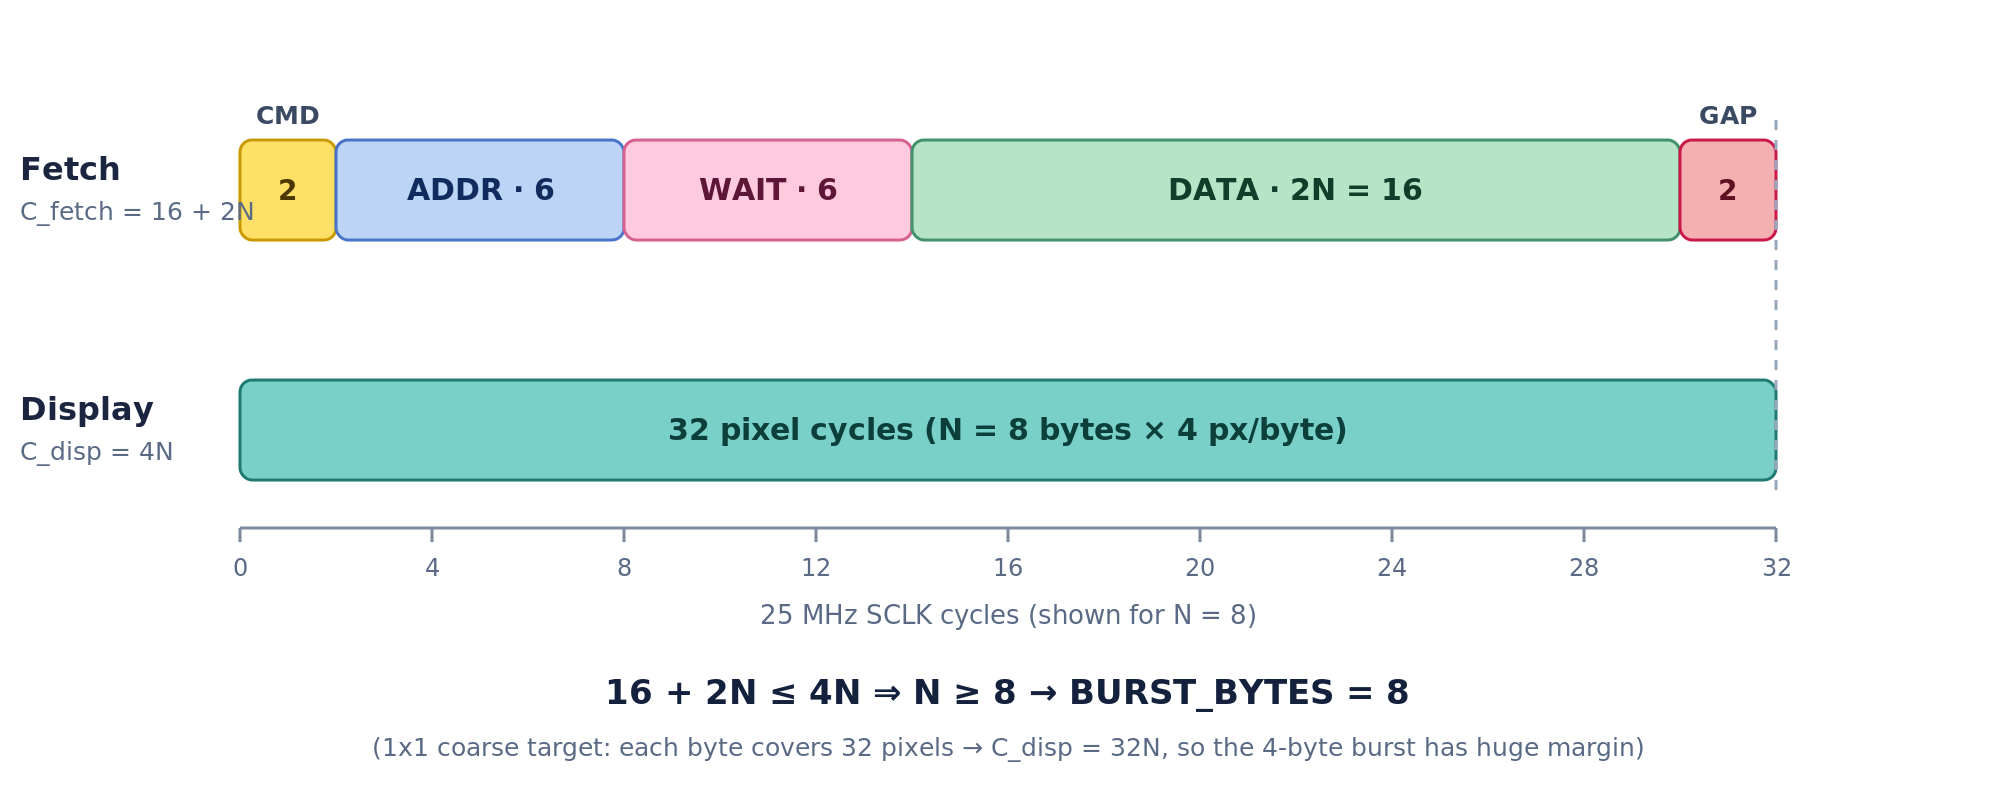 CMD
GAP
Fetch
C_fetch = 16 + 2N
2
ADDR · 6
WAIT · 6
DATA · 2N = 16
2
Display
C_disp = 4N
32 pixel cycles (N = 8 bytes × 4 px/byte)
0 4 8 12 16 20 24 28 32
25 MHz SCLK cycles (shown for N = 8)
16 + 2N ≤ 4N ⇒ N ≥ 8 → BURST_BYTES = 8
(1x1 coarse target: each byte covers 32 pixels → C_disp = 32N, so the 4-byte burst has huge margin)